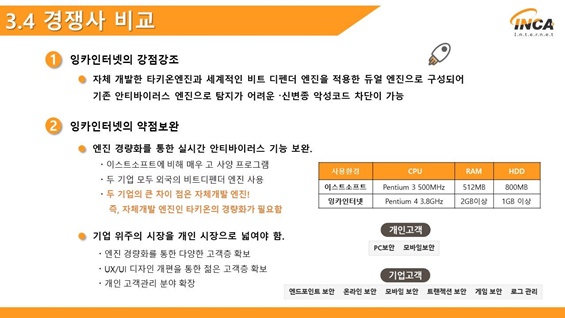 3.4 경쟁사 비교
INCA
Internet
1 잉카인터넷의 강점강조
자체 개발한 타키온엔진과 세계적인 비트 디펜더 엔진을 적용한 듀얼 엔진으로 구성되어
기존 안티바이러스 엔진으로 탐지가 어려운 ·신변종 악성코드 차단이 가능
2 잉카인터넷의 약점보완
엔진 경량화를 통한 실시간 안티바이러스 기능 보완.
· 이스트소프트에 비해 매우 고 사양 프로그램
· 두 기업 모두 외국의 비트디펜더 엔진 사용
· 두 기업의 큰 차이 점은 자체개발 엔진!
즉, 자체개발 엔진인 타키온의 경량화가 필요함
사용환경 CPU RAM HDD
이스트소프트 Pentium 3 500MHz 512MB 800MB
잉카인터넷 Pentium 4 3.8GHz 2GB이상 1GB 이상
기업 위주의 시장을 개인 시장으로 넓여야 함.
- 엔진 경량화를 통한 다양한 고객층 확보
- UX/UI 디자인 개편을 통한 젊은 고객층 확보
- 개인 고객관리 분야 확장
개인고객
PC보안 모바일보안
기업고객
엔드포인트 보안 온라인 보안 모바일 보안 트랜젝션 보안 게임 보안 로그 관리